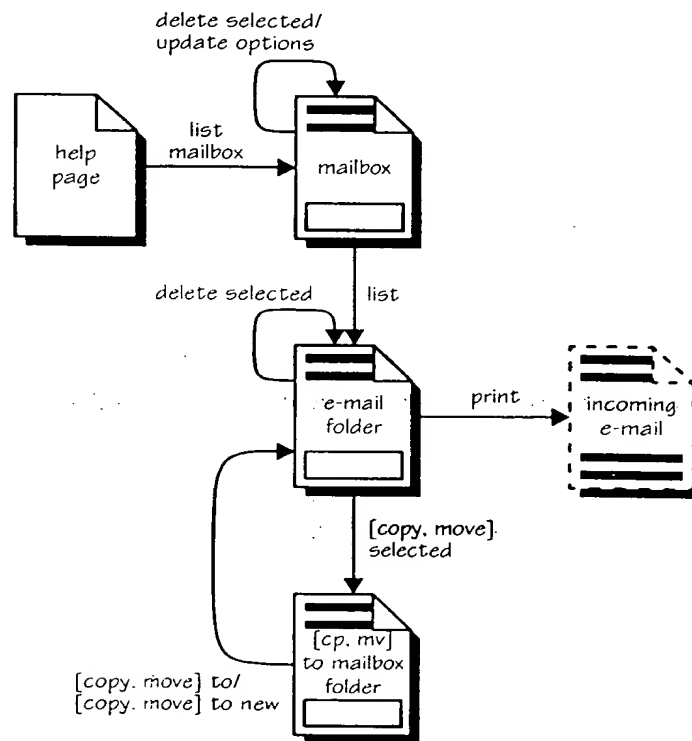 delete selected/
update options
help
page
list
mailbox
mailbox
delete selected
list
e-mail
folder
print
incoming
e-mail
[copy, move]
selected
[cp, mv]
to mailbox
folder
[copy. move] to/
[copy. move] to new